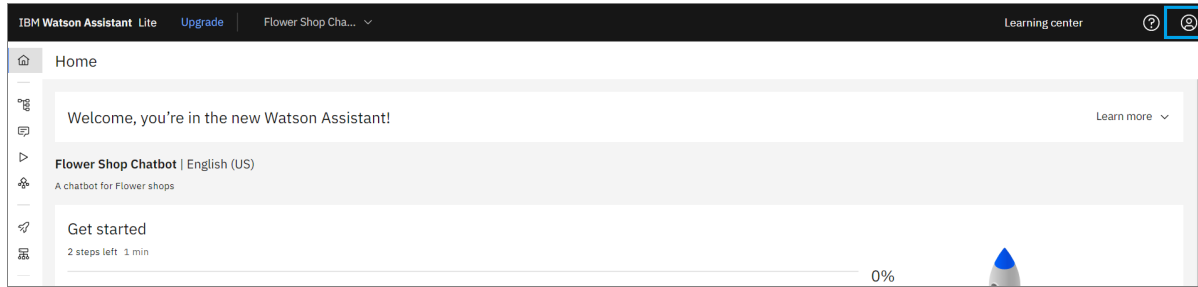 IBM Watson Assistant Lite Upgrade Flower Shop Cha... Learning center
Home
Welcome, you're in the new Watson Assistant! Learn more
Flower Shop Chatbot | English (US)
A chatbot for Flower shops
Get started
2 steps left 1 min
0%